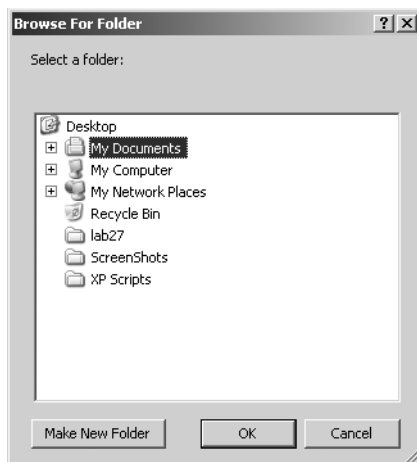 Browse For Folder
Select a folder:
Desktop
My Documents
My Computer
My Network Places
Recycle Bin
lab27
ScreenShots
XP Scripts
Make New Folder OK Cancel